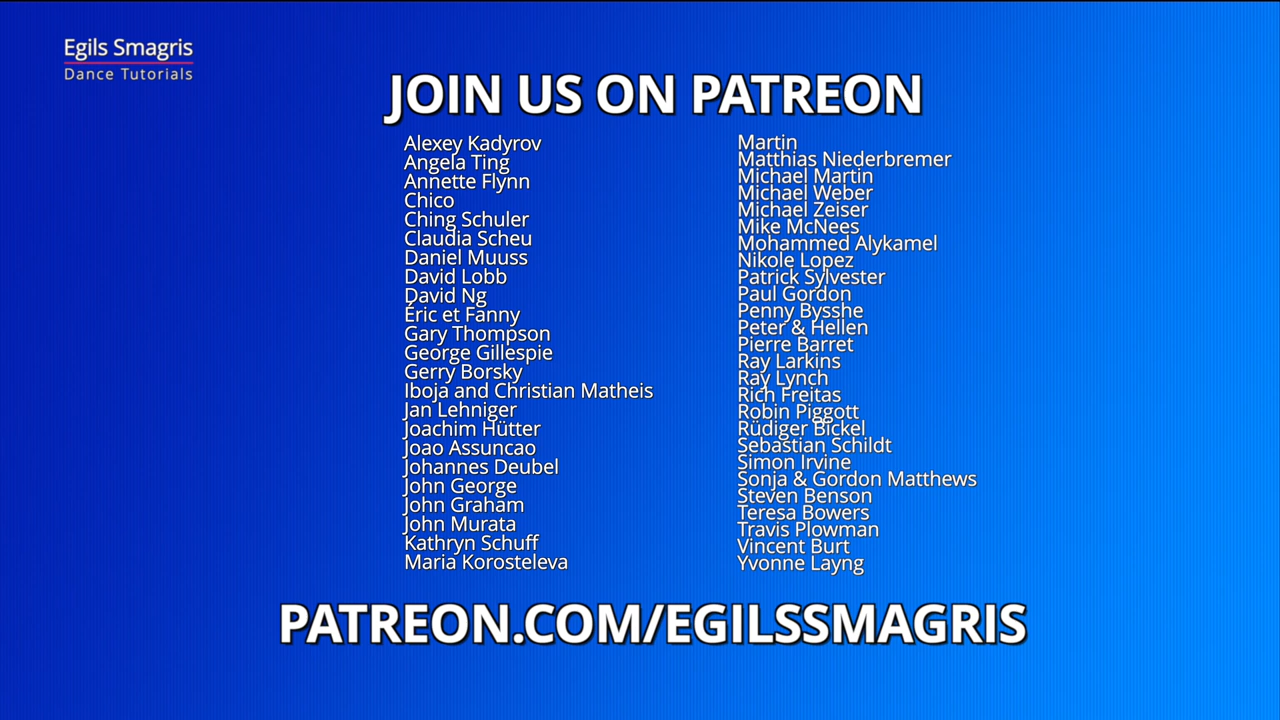 Egils Smagris
Dance Tutorials
JOIN US ON PATREON
Alexey Kadyrov
Angela Ting
Annette Flynn
Chico
Ching Schuler
Claudia Scheu
Daniel Muuss
David Lobb
David Ng
Éric et Fanny
Gary Thompson
George Gillespie
Gerry Borsky
Iboja and Christian Matheis
Jan Lehniger
Joachim Hütter
Joao Assuncao
Johannes Deubel
John George
John Graham
John Murata
Kathryn Schuff
Maria Korosteleva
Martin
Matthias Niederbremer
Michael Martin
Michael Weber
Michael Zeiser
Mike McNees
Mohammed Alykamel
Nikole Lopez
Patrick Sylvester
Paul Gordon
Penny Bysshe
Peter & Hellen
Pierre Barret
Ray Larkins
Ray Lynch
Rich Freitas
Robin Piggott
Rüdiger Bickel
Sebastian Schildt
Simon Irvine
Sonja & Gordon Matthews
Steven Benson
Teresa Bowers
Travis Plowman
Vincent Burt
Yvonne Layng
PATREON.COM/EGILSSMAGRIS